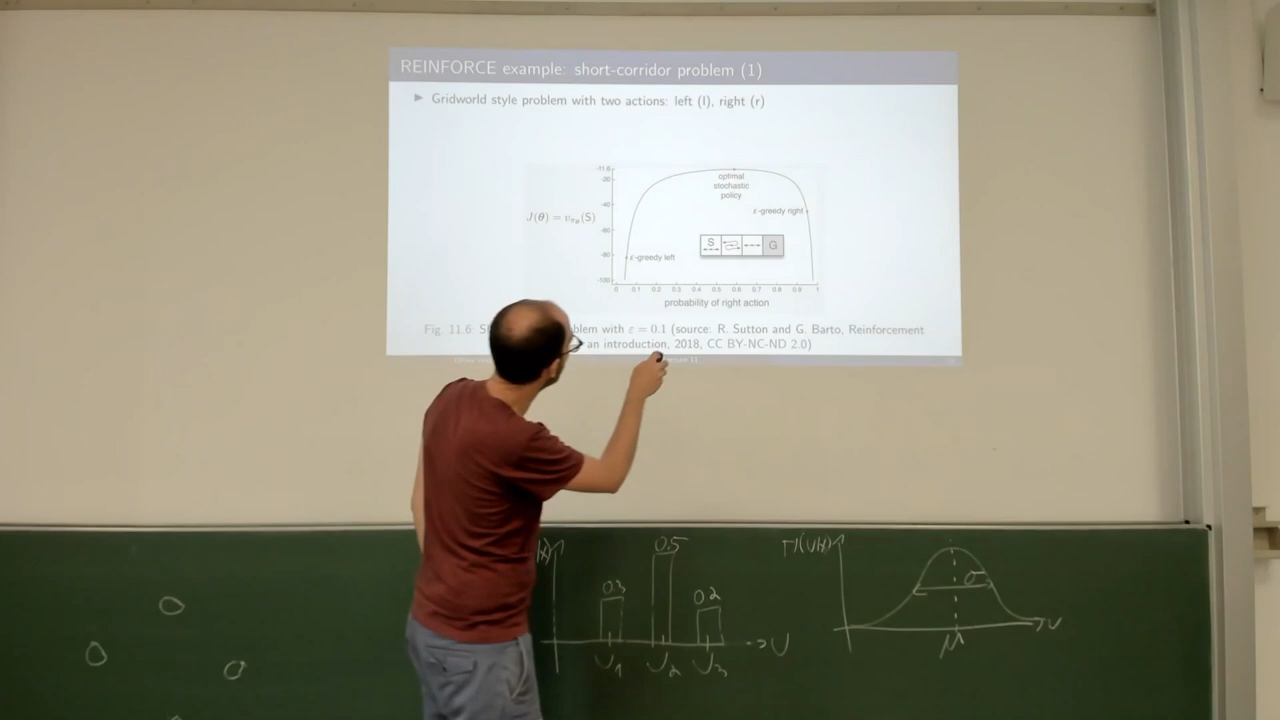 REINFORCE example: short-corridor problem (1)
Gridworld style problem with two actions: left (l), right (r)
J(θ) = vπθ(S)
-11.6
-20
-40
-60
-80
-100
optimal
stochastic
policy
ε-greedy right
S G
ε-greedy left
0 0.1 0.2 0.3 0.4 0.5 0.6 0.7 0.8 0.9 1
probability of right action
Fig. 11.6: S blem with ε = 0.1 (source: R. Sutton and G. Barto, Reinforcement
an introduction, 2018, CC BY-NC-ND 2.0)
11
0.3 0.5 0.2
U1 U2 U3 U
σ
μ U